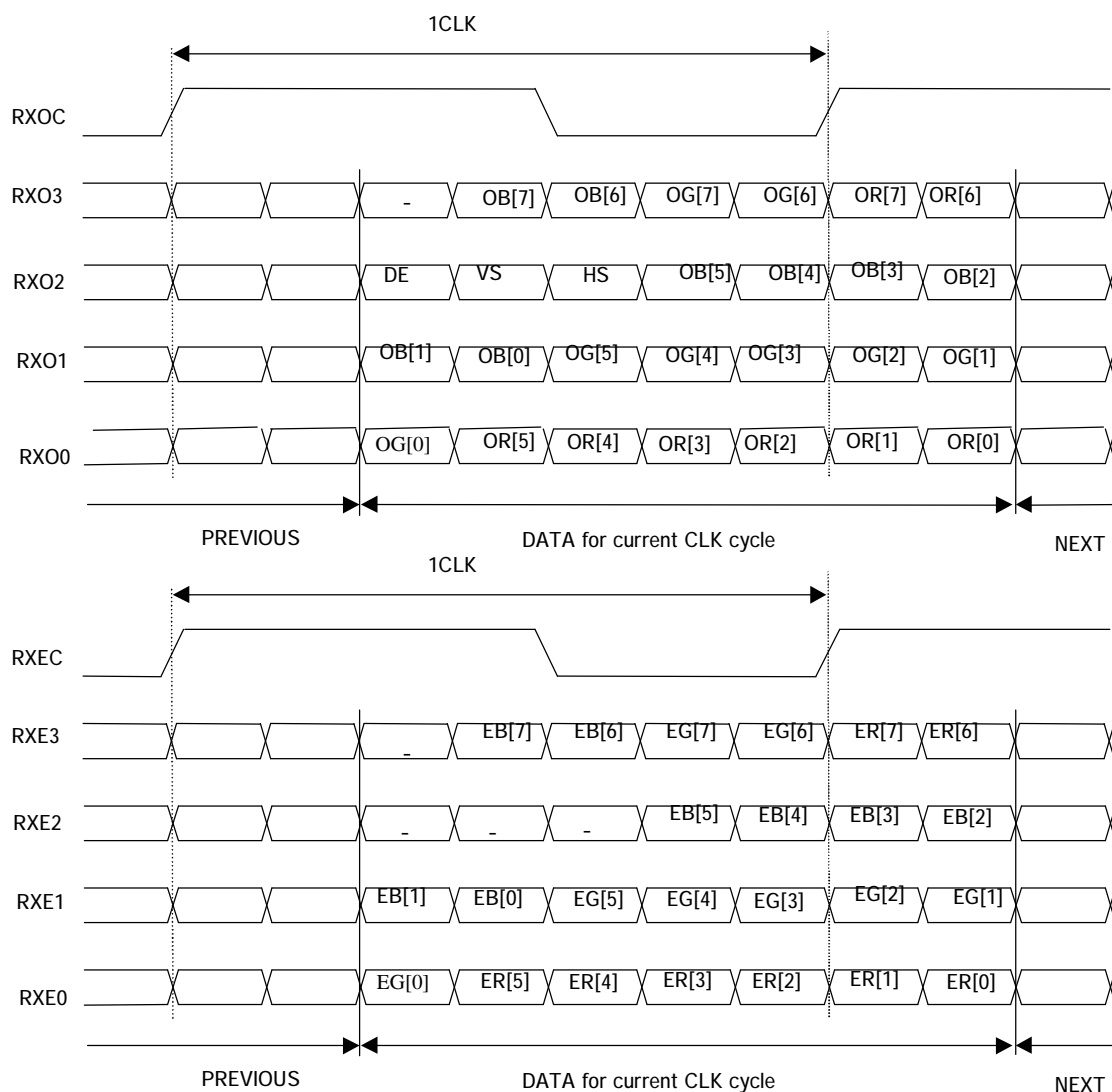 1CLK
RXOC
RXO3 - OB[7] OB[6] OG[7] OG[6] OR[7] OR[6]
RXO2 DE VS HS OB[5] OB[4] OB[3] OB[2]
RXO1 OB[1] OB[0] OG[5] OG[4] OG[3] OG[2] OG[1]
RXO0 OG[0] OR[5] OR[4] OR[3] OR[2] OR[1] OR[0]
PREVIOUS DATA for current CLK cycle NEXT
1CLK
RXEC
RXE3 - EB[7] EB[6] EG[7] EG[6] ER[7] ER[6]
RXE2 - - - EB[5] EB[4] EB[3] EB[2]
RXE1 EB[1] EB[0] EG[5] EG[4] EG[3] EG[2] EG[1]
RXE0 EG[0] ER[5] ER[4] ER[3] ER[2] ER[1] ER[0]
PREVIOUS DATA for current CLK cycle NEXT